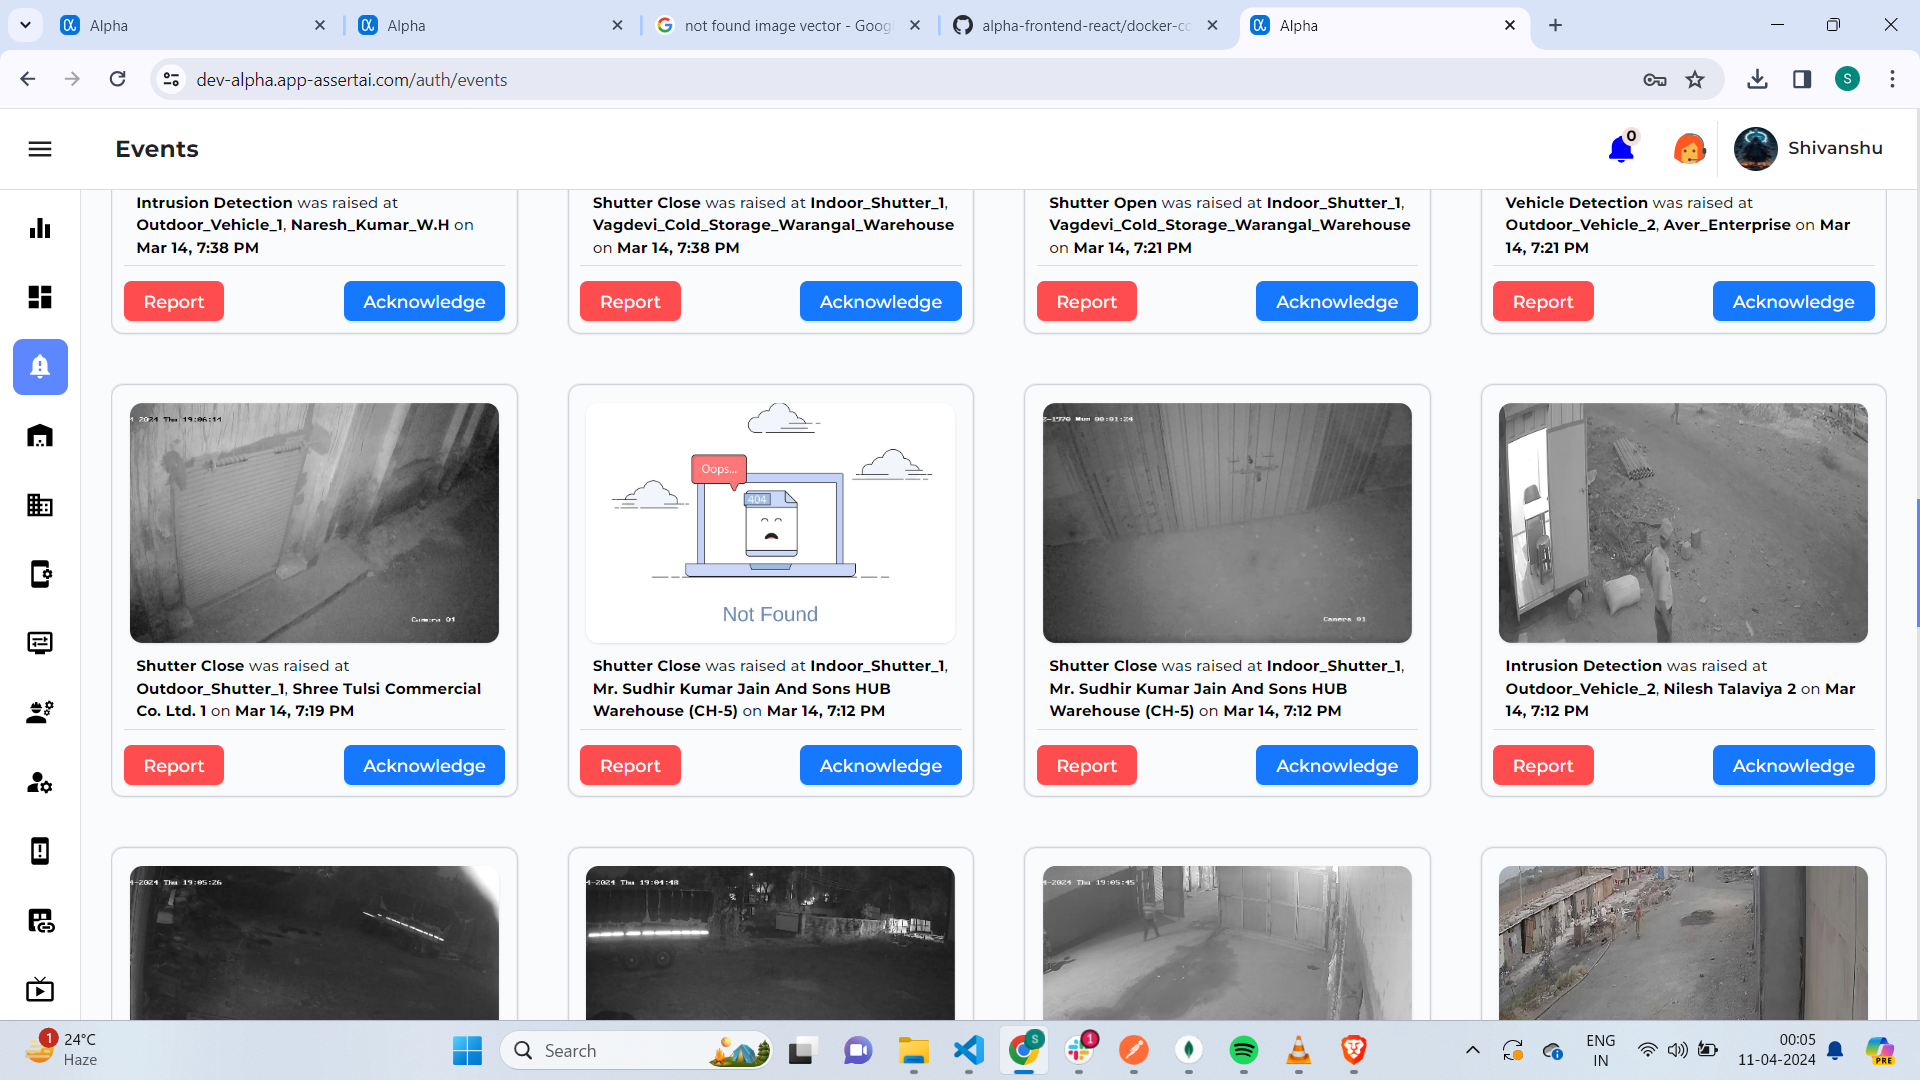 Alpha
Alpha
not found image vector - Goog
alpha-frontend-react/docker-co
Alpha
dev-alpha.app-assertai.com/auth/events
S
Events
0
Shivanshu
Intrusion Detection was raised at
Outdoor_Vehicle_1, Naresh_Kumar_W.H on
Mar 14, 7:38 PM
Report
Acknowledge
Shutter Close was raised at Indoor_Shutter_1,
Vagdevi_Cold_Storage_Warangal_Warehouse
on Mar 14, 7:38 PM
Report
Acknowledge
Shutter Open was raised at Indoor_Shutter_1,
Vagdevi_Cold_Storage_Warangal_Warehouse
on Mar 14, 7:21 PM
Report
Acknowledge
Vehicle Detection was raised at
Outdoor_Vehicle_2, Aver_Enterprise on Mar
14, 7:21 PM
Report
Acknowledge
4 2024 Thu 19:06:14
Camera 01
Shutter Close was raised at
Outdoor_Shutter_1, Shree Tulsi Commercial
Co. Ltd. 1 on Mar 14, 7:19 PM
Report
Acknowledge
Oops...
404
Not Found
Shutter Close was raised at Indoor_Shutter_1,
Mr. Sudhir Kumar Jain And Sons HUB
Warehouse (CH-5) on Mar 14, 7:12 PM
Report
Acknowledge
2-1970 Mon 00:01:24
Camera 01
Shutter Close was raised at Indoor_Shutter_1,
Mr. Sudhir Kumar Jain And Sons HUB
Warehouse (CH-5) on Mar 14, 7:12 PM
Report
Acknowledge
Intrusion Detection was raised at
Outdoor_Vehicle_2, Nilesh Talaviya 2 on Mar
14, 7:12 PM
Report
Acknowledge
4-2024 Thu 19:05:26
4-2024 Thu 19:04:48
4-2024 Thu 19:05:45
1
24°C
Haze
Search
S
1
ENG
IN
00:05
11-04-2024
PRE